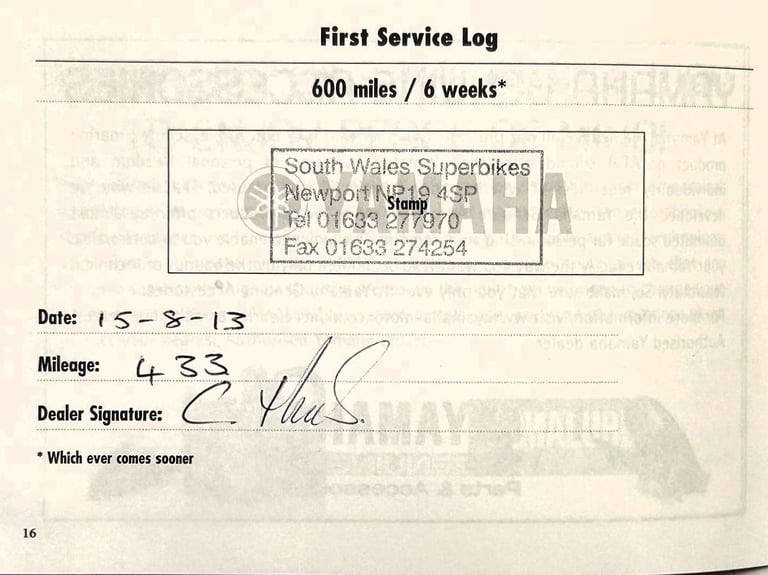 First Service Log
600 miles / 6 weeks*
South Wales Superbikes
Newport NP19 4SP
YAMAHA
Stamp
Tel 01633 277970
Fax 01633 274254
Date: 15-8-13
Mileage: 433
Dealer Signature: C.
* Which ever comes sooner
16